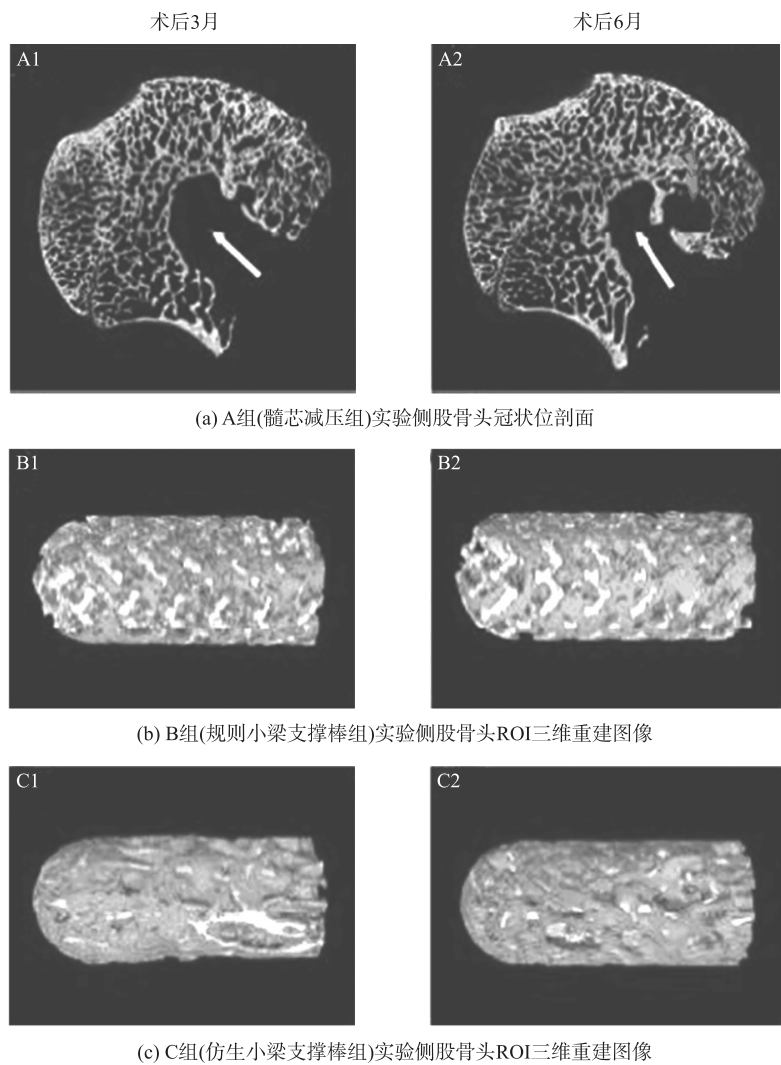 术后3月
术后6月
A1
A2
(a) A组(髓芯减压组)实验侧股骨头冠状位剖面
B1
B2
(b) B组(规则小梁支撑棒组)实验侧股骨头ROI三维重建图像
C1
C2
(c) C组(仿生小梁支撑棒组)实验侧股骨头ROI三维重建图像